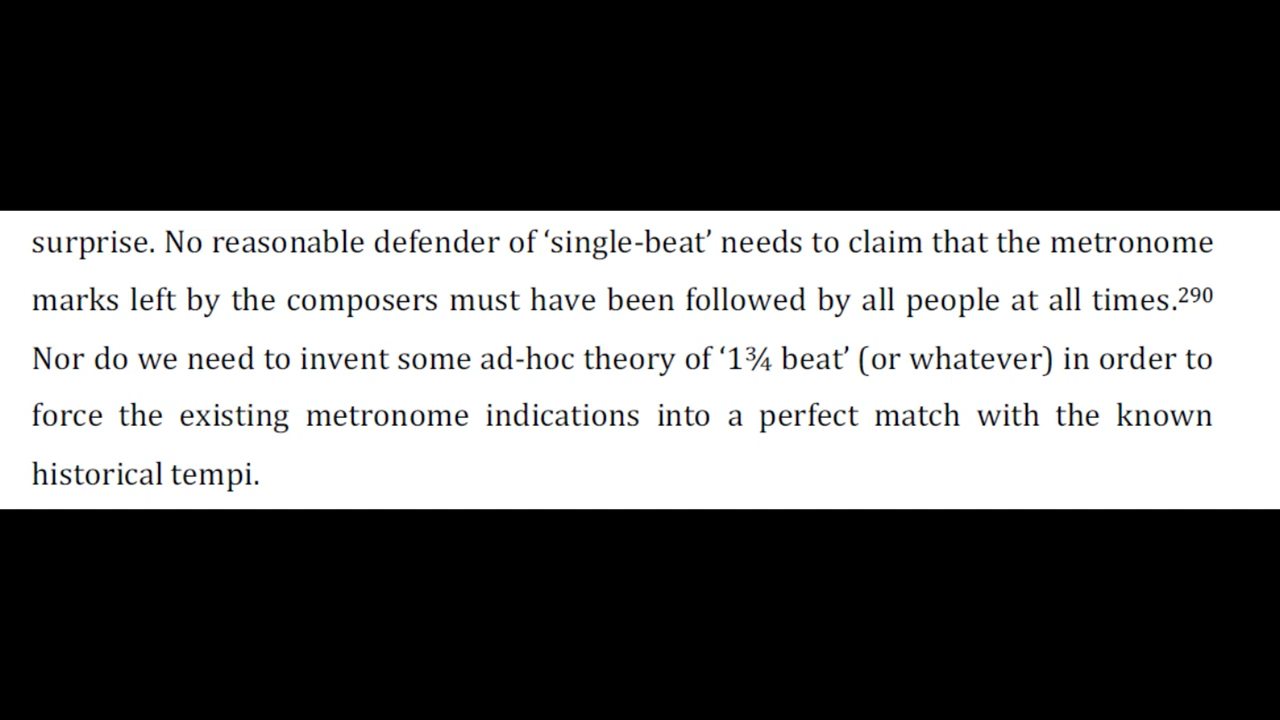 surprise. No reasonable defender of ‘single-beat’ needs to claim that the metronome
marks left by the composers must have been followed by all people at all times.²⁹⁰
Nor do we need to invent some ad-hoc theory of ‘1¾ beat’ (or whatever) in order to
force the existing metronome indications into a perfect match with the known
historical tempi.